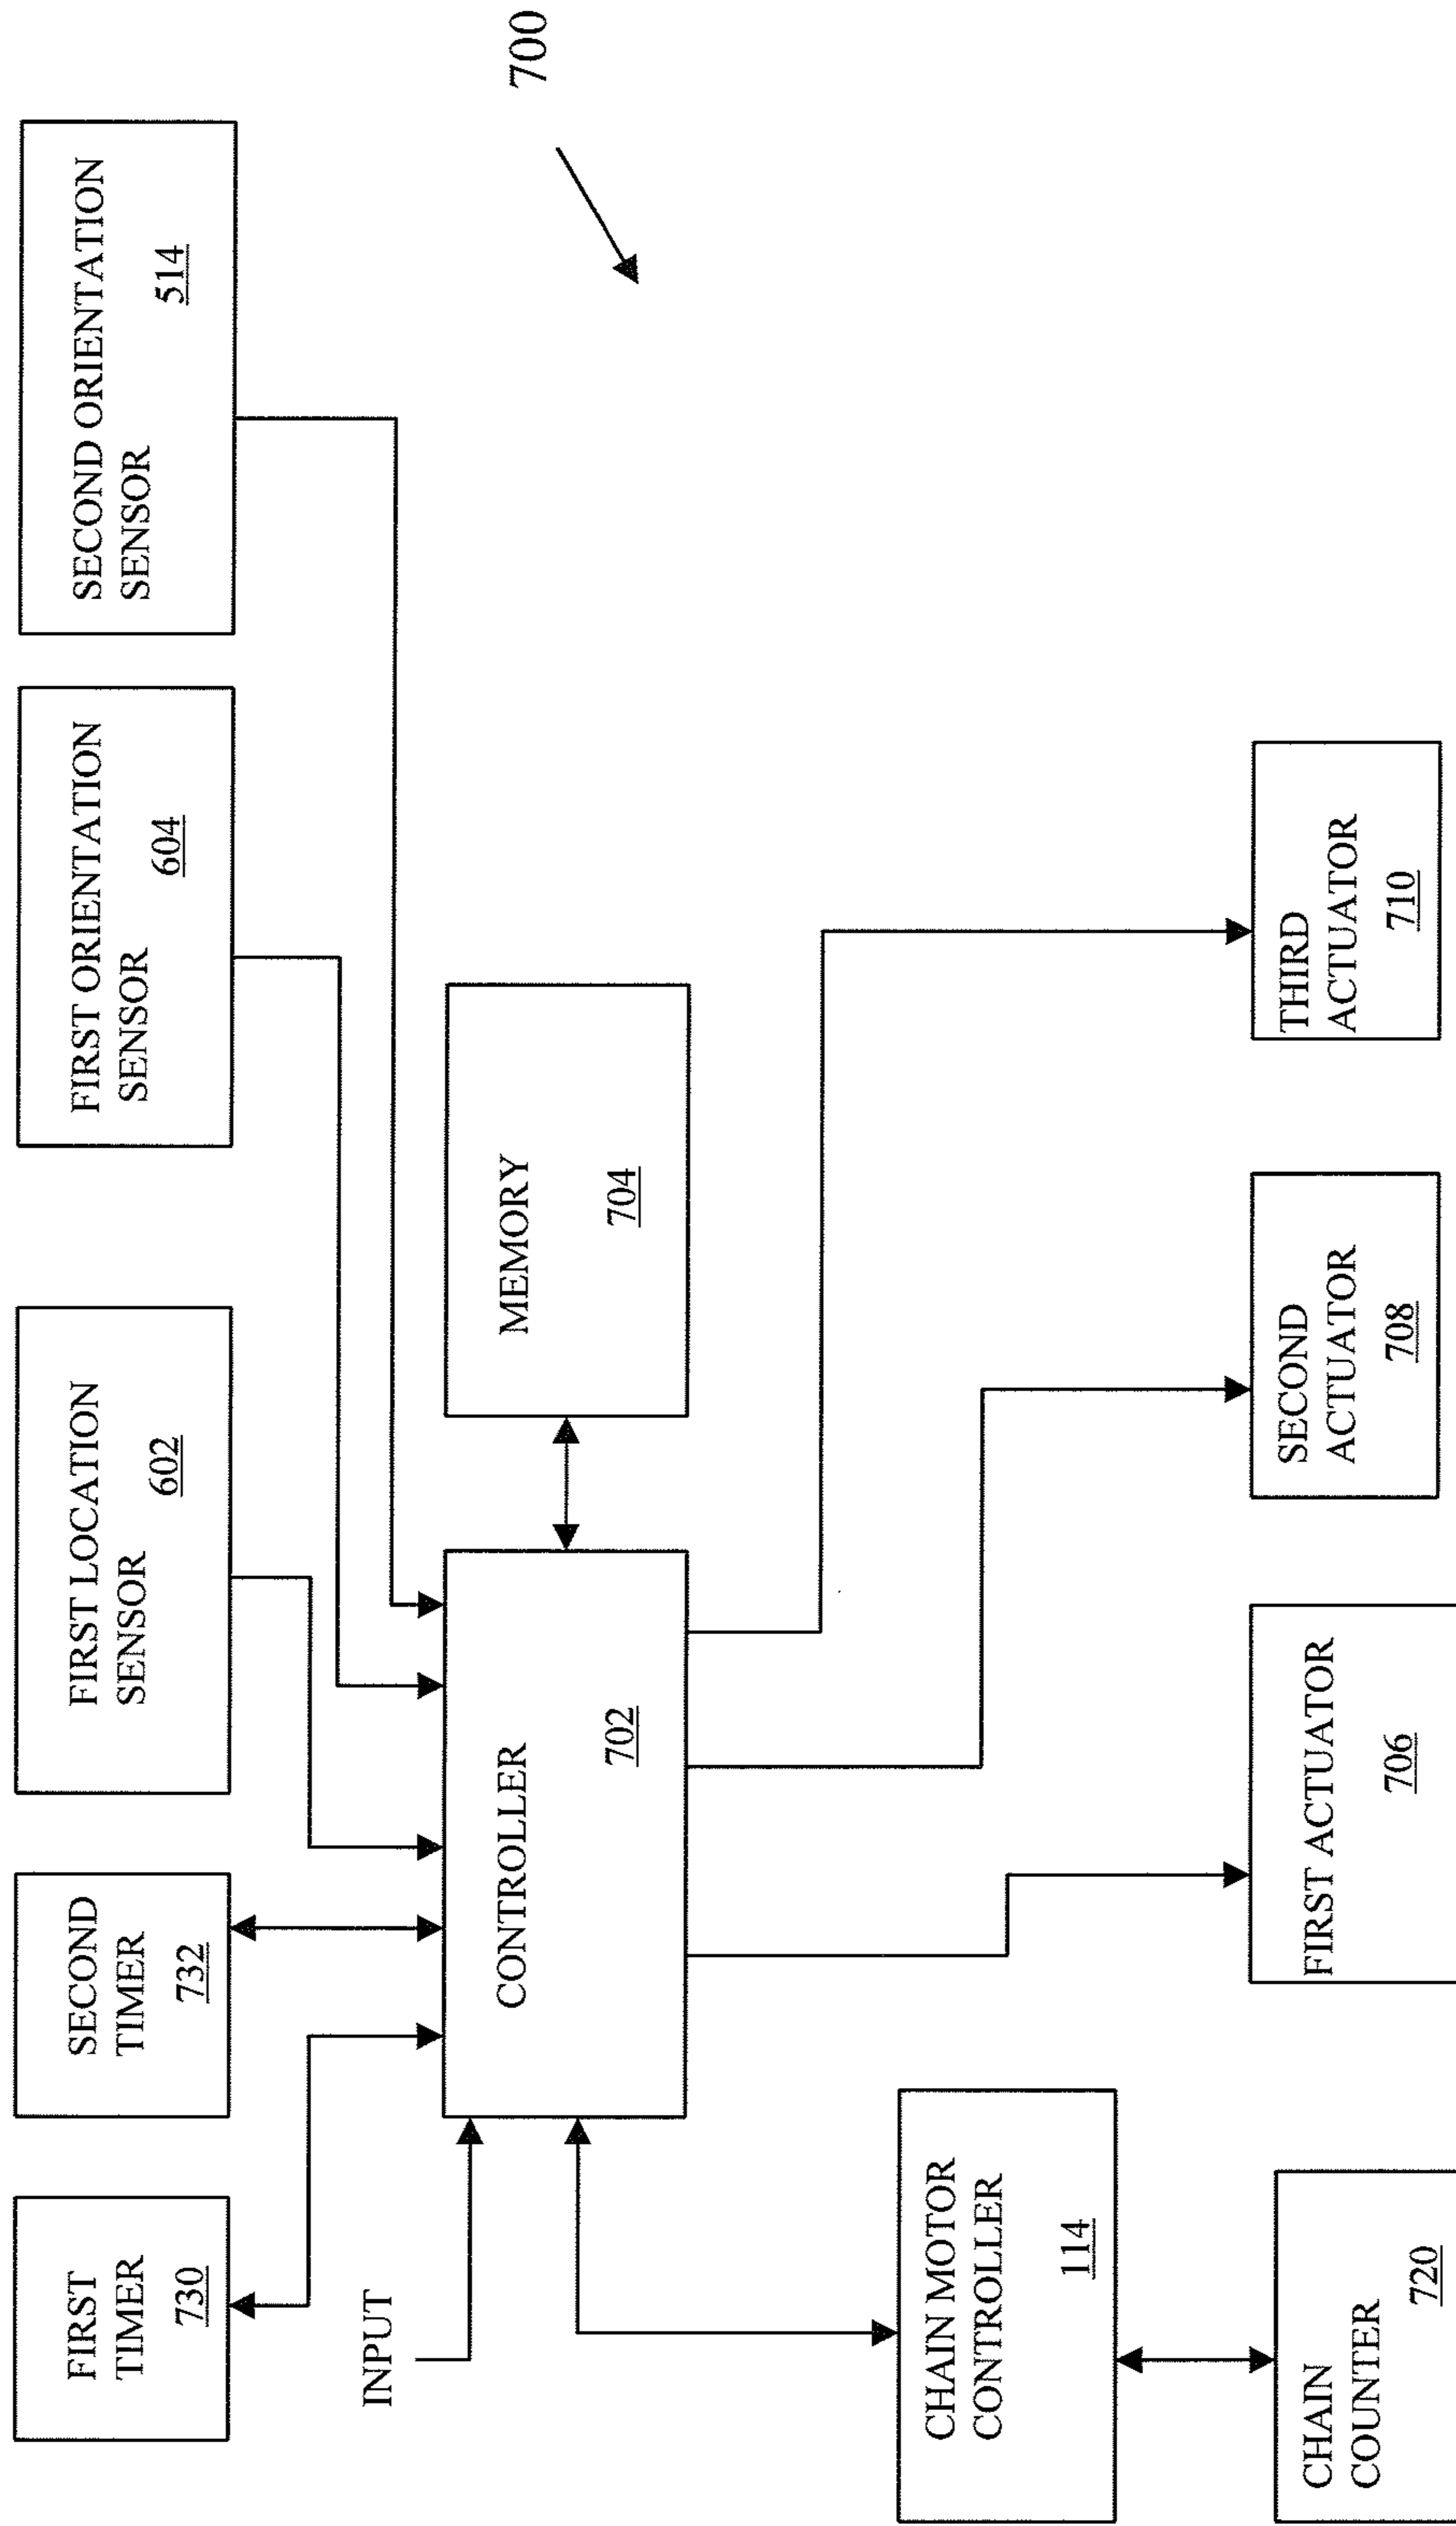 FIRST
TIMER
730
SECOND
TIMER
732
FIRST LOCATION
SENSOR
602
FIRST ORIENTATION
SENSOR
604
SECOND ORIENTATION
SENSOR
514
700
INPUT
CONTROLLER
702
MEMORY
704
CHAIN MOTOR
CONTROLLER
114
CHAIN
COUNTER
720
FIRST ACTUATOR
706
SECOND
ACTUATOR
708
THIRD
ACTUATOR
710